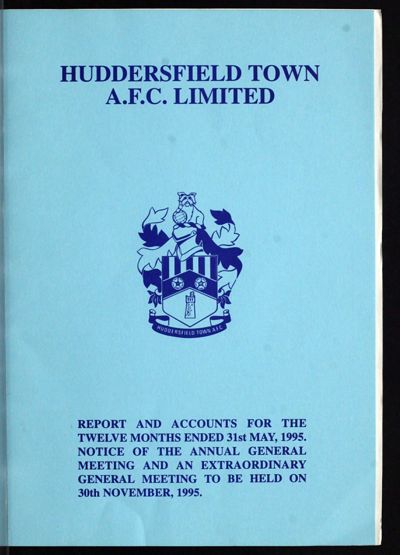 HUDDERSFIELD TOWN
A.F.C. LIMITED
HUDDERSFIELD TOWN A.F.C.
REPORT AND ACCOUNTS FOR THE
TWELVE MONTHS ENDED 31st MAY, 1995.
NOTICE OF THE ANNUAL GENERAL
MEETING AND AN EXTRAORDINARY
GENERAL MEETING TO BE HELD ON
30th NOVEMBER, 1995.